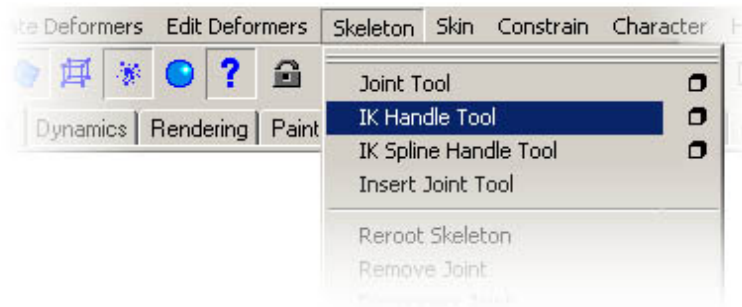 Deformers Edit Deformers Skeleton Skin Constrain Character
?
Dynamics Rendering Paint
Joint Tool
IK Handle Tool
IK Spline Handle Tool
Insert Joint Tool
Reroot Skeleton
Remove Joint